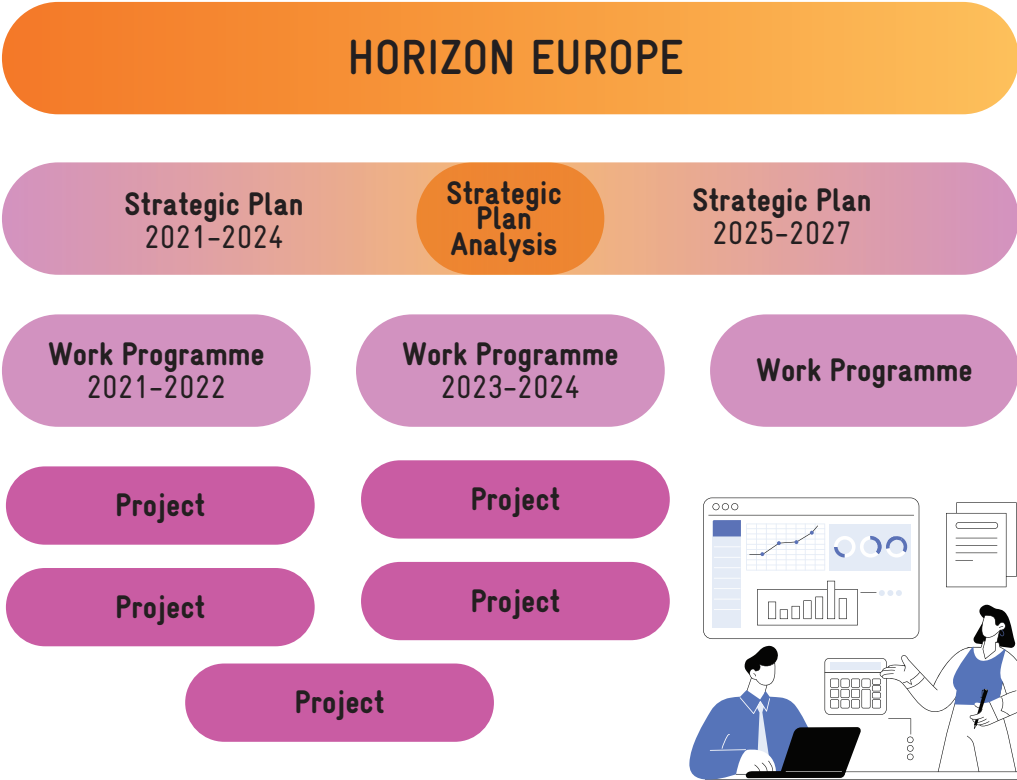 HORIZON EUROPE
Strategic Plan
2021-2024
Strategic
Plan
Analysis
Strategic Plan
2025-2027
Work Programme
2021-2022
Work Programme
2023-2024
Work Programme
Project
Project
Project
Project
Project